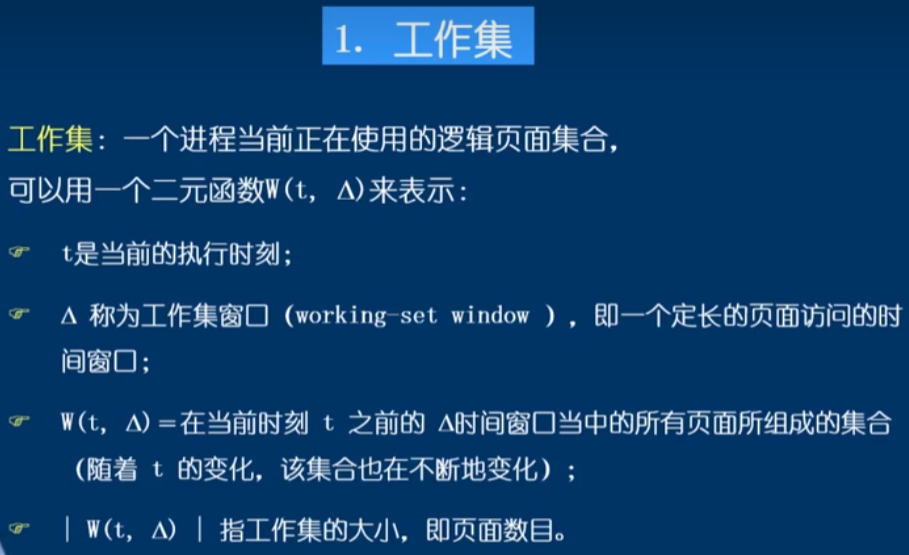 1. 工作集
工作集：一个进程当前正在使用的逻辑页面集合，
可以用一个二元函数W(t, Δ)来表示：
☞ t是当前的执行时刻；
☞ Δ 称为工作集窗口（working-set window ），即一个定长的页面访问的时
间窗口；
☞ W(t, Δ)＝在当前时刻 t 之前的 Δ时间窗口当中的所有页面所组成的集合
（随着 t 的变化，该集合也在不断地变化）；
☞ | W(t, Δ) | 指工作集的大小，即页面数目。